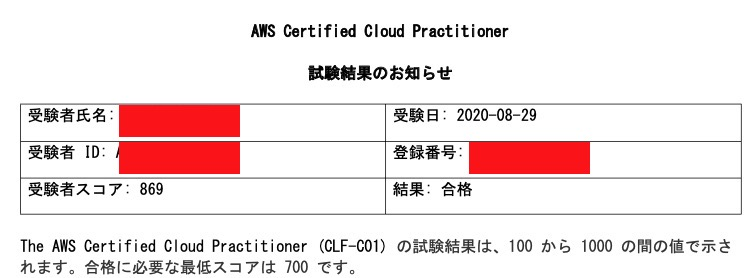 AWS Certified Cloud Practitioner
試験結果のお知らせ
受験者氏名:
受験日: 2020-08-29
受験者 ID:
登録番号:
受験者スコア: 869
結果: 合格
The AWS Certified Cloud Practitioner (CLF-C01) の試験結果は、100 から 1000 の間の値で示さ
れます。合格に必要な最低スコアは 700 です。